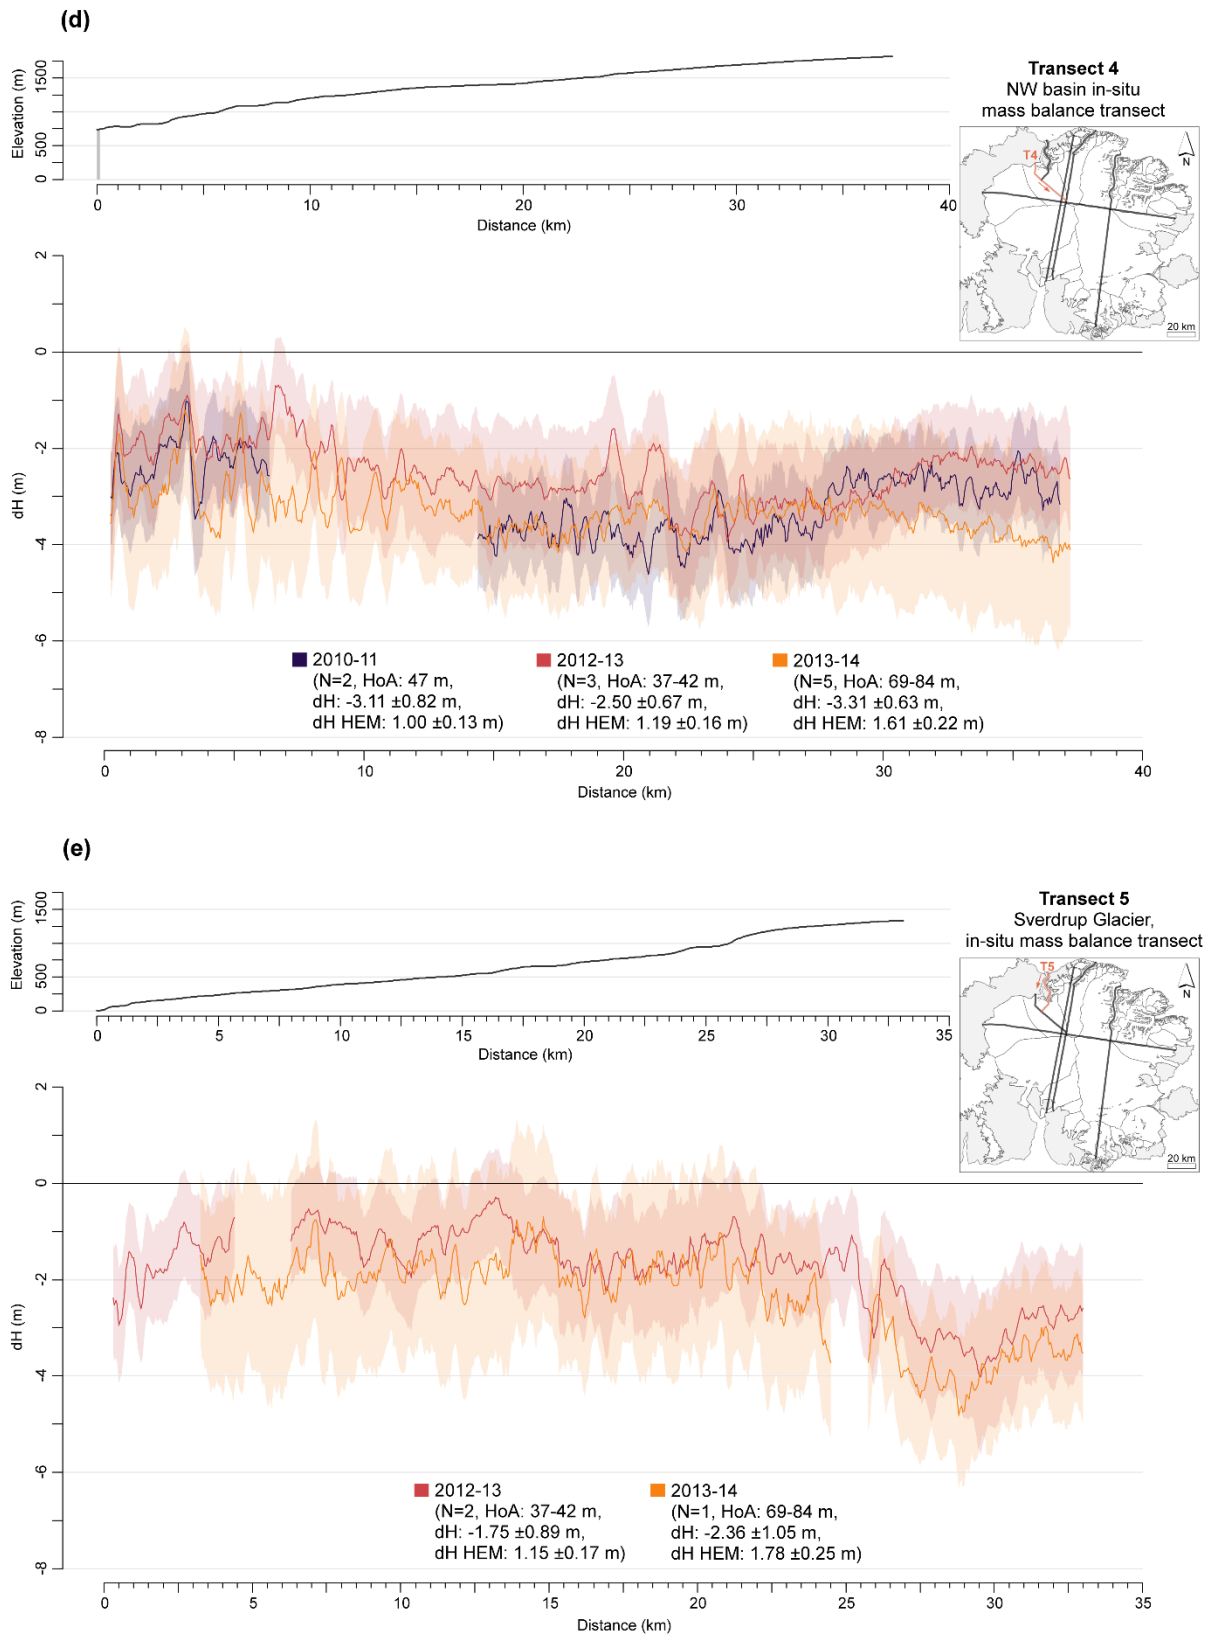 (d)
Elevation (m)
1500
500
0
0
10
20
30
40
Distance (km)
Transect 4
NW basin in-situ
mass balance transect
T4
N
20 km
dH (m)
2
0
-2
-4
-6
-8
2010-11
(N=2, HoA: 47 m,
dH: -3.11 ±0.82 m,
dH HEM: 1.00 ±0.13 m)
2012-13
(N=3, HoA: 37-42 m,
dH: -2.50 ±0.67 m,
dH HEM: 1.19 ±0.16 m)
2013-14
(N=5, HoA: 69-84 m,
dH: -3.31 ±0.63 m,
dH HEM: 1.61 ±0.22 m)
0
10
20
30
40
Distance (km)
(e)
Elevation (m)
1500
500
0
0
5
10
15
20
25
30
35
Distance (km)
Transect 5
Sverdrup Glacier,
in-situ mass balance transect
T5
N
20 km
dH (m)
2
0
-2
-4
-6
-8
2012-13
(N=2, HoA: 37-42 m,
dH: -1.75 ±0.89 m,
dH HEM: 1.15 ±0.17 m)
2013-14
(N=1, HoA: 69-84 m,
dH: -2.36 ±1.05 m,
dH HEM: 1.78 ±0.25 m)
0
5
10
15
20
25
30
35
Distance (km)